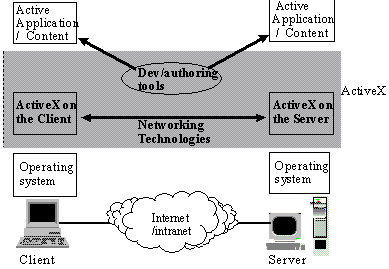 Active
Application
/ Content
Active
Application
/ Content
Dev/authoring
tools
ActiveX
ActiveX on
the Client
ActiveX on
the Server
Networking
Technologies
Operating
system
Operating
system
Internet
/intranet
Client
Server